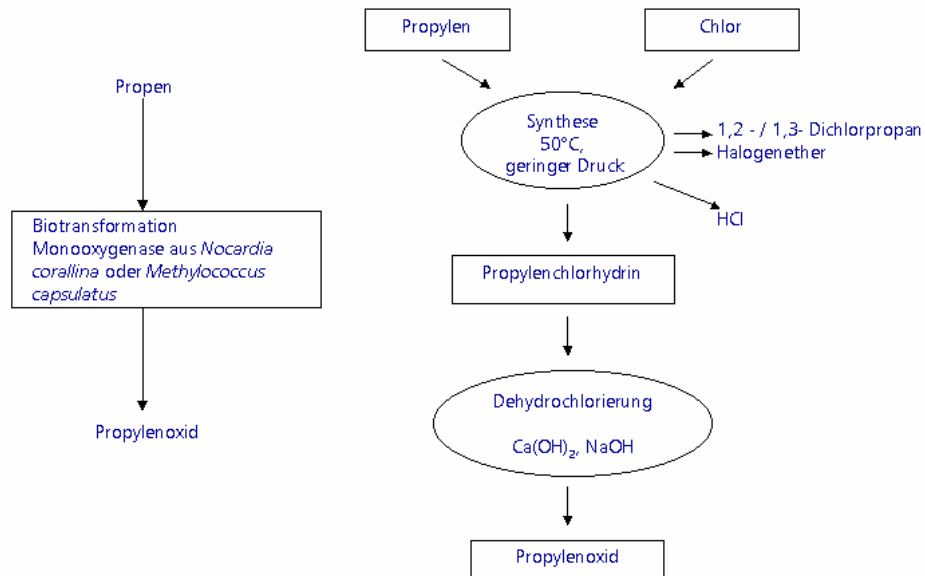 Propen
Biotransformation
Monooxygenase aus Nocardia
corallina oder Methylococcus
capsulatus
Propylenoxid
Propylen
Chlor
Synthese
50°C,
geringer Druck
1,2 - / 1,3- Dichlorpropan
Halogenether
HCl
Propylenchlorhydrin
Dehydrochlorierung
Ca(OH)₂, NaOH
Propylenoxid